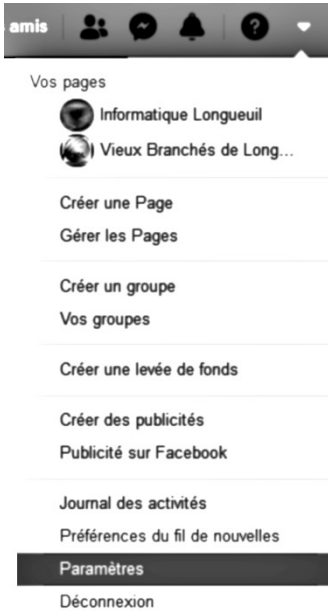 amis
Vos pages
Informatique Longueuil
Vieux Branchés de Long...
Créer une Page
Gérer les Pages
Créer un groupe
Vos groupes
Créer une levée de fonds
Créer des publicités
Publicité sur Facebook
Journal des activités
Préférences du fil de nouvelles
Paramètres
Déconnexion